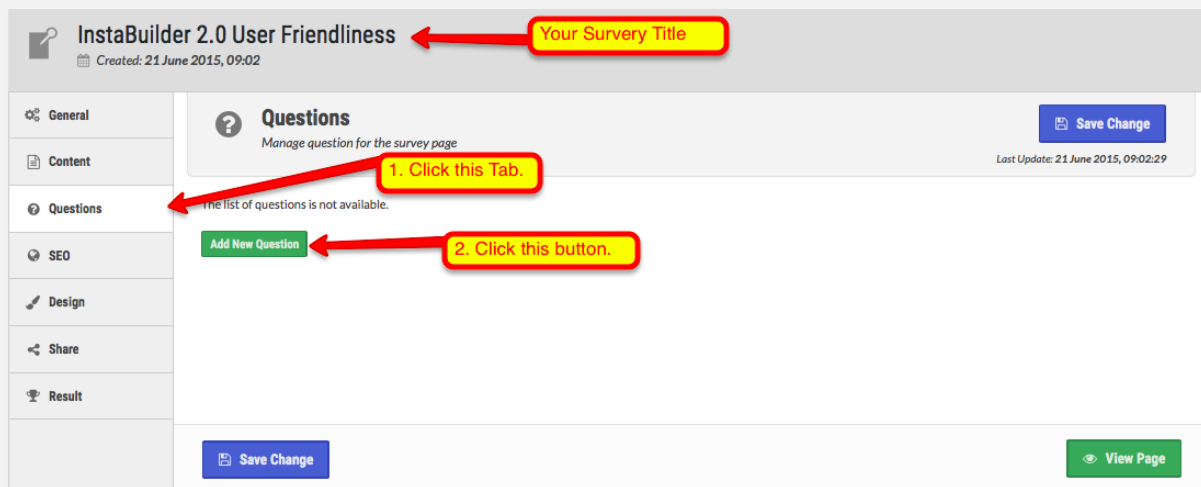 InstaBuilder 2.0 User Friendliness
Your Survery Title
Created: 21 June 2015, 09:02
General
Content
Questions
SEO
Design
Share
Result
Questions
Manage question for the survey page
Save Change
Last Update: 21 June 2015, 09:02:29
1. Click this Tab.
The list of questions is not available.
Add New Question
2. Click this button.
Save Change
View Page